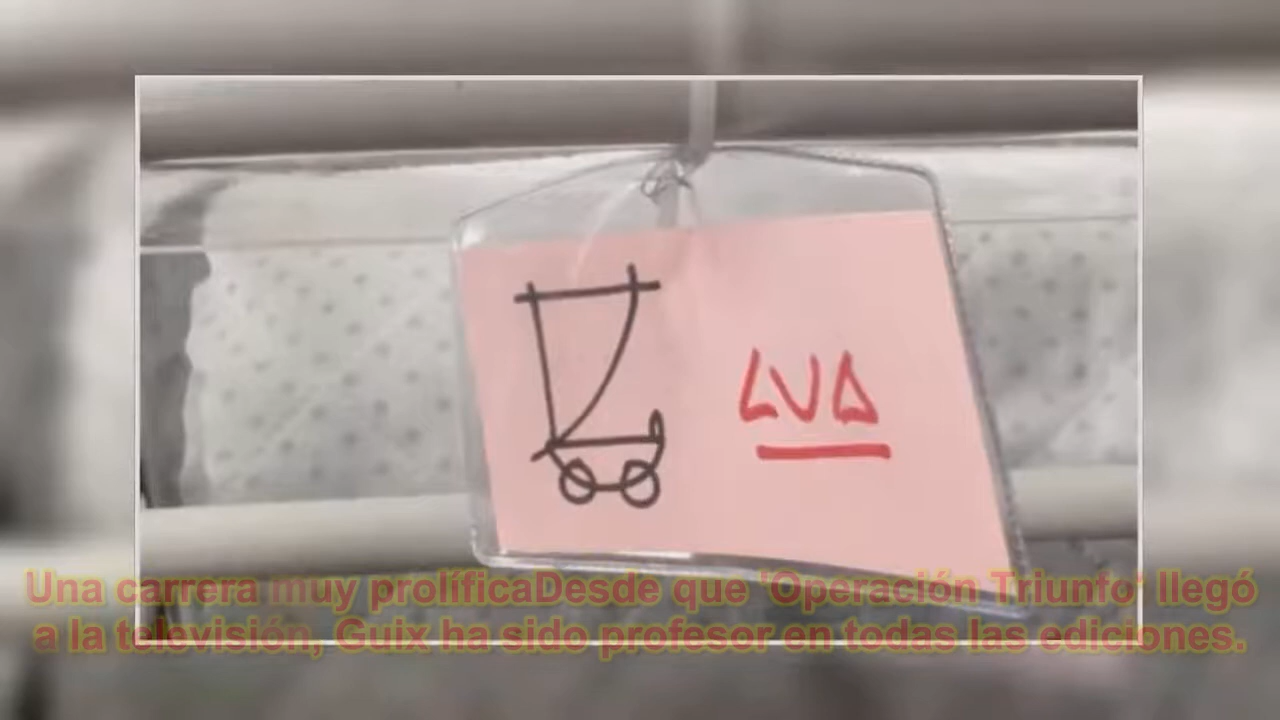 LVA
Una carrera muy prolíficaDesde que 'Operación Triunfo' llegó
a la televisión, Guix ha sido profesor en todas las ediciones.